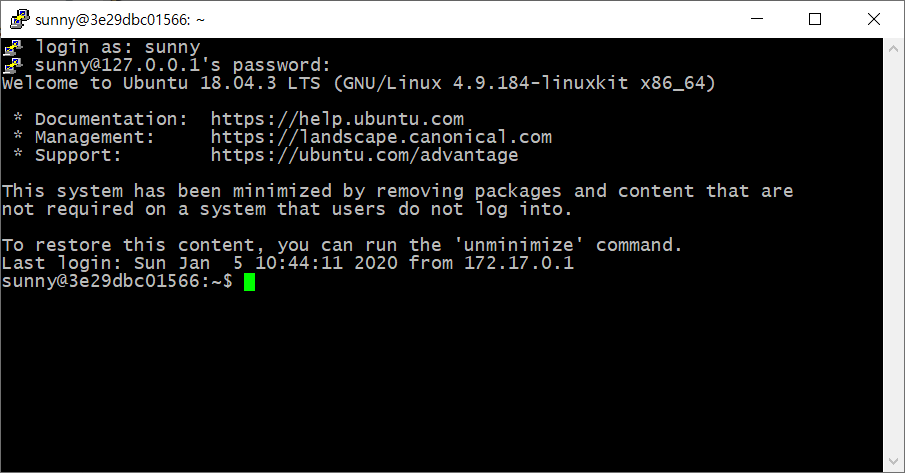 sunny@3e29dbc01566: ~
login as: sunny
sunny@127.0.0.1's password:
Welcome to Ubuntu 18.04.3 LTS (GNU/Linux 4.9.184-linuxkit x86_64)
* Documentation:  https://help.ubuntu.com
* Management:     https://landscape.canonical.com
* Support:        https://ubuntu.com/advantage
This system has been minimized by removing packages and content that are
not required on a system that users do not log into.
To restore this content, you can run the 'unminimize' command.
Last login: Sun Jan  5 10:44:11 2020 from 172.17.0.1
sunny@3e29dbc01566:~$